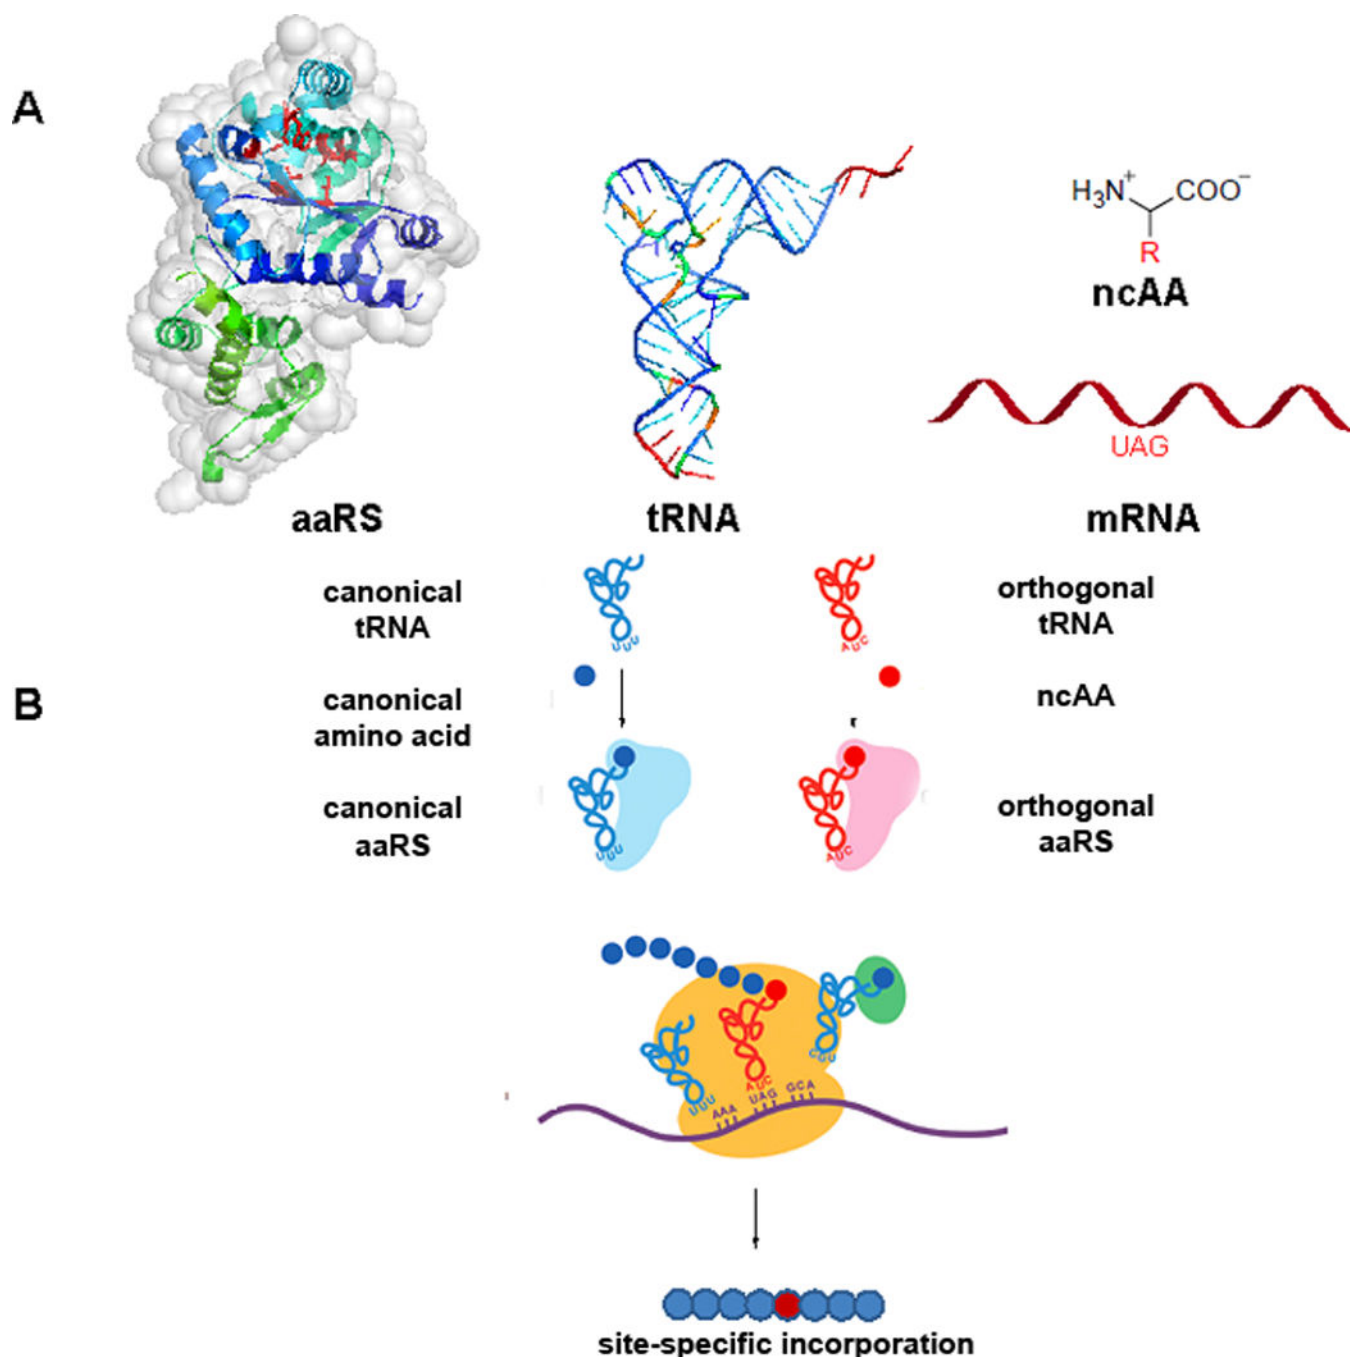 A
H3N+
COO−
R
ncAA
UAG
aaRS
tRNA
mRNA
canonical
tRNA
UUU
AUC
orthogonal
tRNA
B
canonical
amino acid
ncAA
canonical
aaRS
UUU
AUC
orthogonal
aaRS
CGU
UUU
AUC
AAA
UAG
GCA
site-specific incorporation